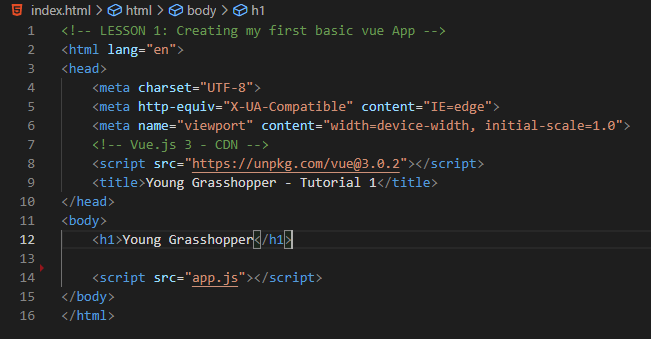 index.html > html > body > h1
1 <!-- LESSON 1: Creating my first basic vue App -->
2 <html lang="en">
3 <head>
4     <meta charset="UTF-8">
5     <meta http-equiv="X-UA-Compatible" content="IE=edge">
6     <meta name="viewport" content="width=device-width, initial-scale=1.0">
7     <!-- Vue.js 3 - CDN -->
8     <script src="https://unpkg.com/vue@3.0.2"></script>
9     <title>Young Grasshopper - Tutorial 1</title>
10 </head>
11 <body>
12     <h1>Young Grasshopper</h1>
13
14     <script src="app.js"></script>
15 </body>
16 </html>